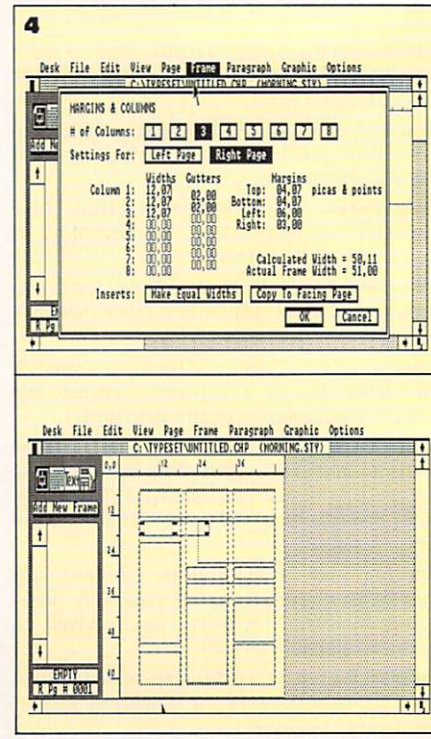 4
Desk File Edit View Page Frame Paragraph Graphic Options
C:\TYPESET\UNTITLED.CHP (MORNING.STY)
MARGINS & COLUMNS
# of Columns: 1 2 3 4 5 6 7 8
Add N
Settings For: Left Page Right Page
Widths Gutters Margins
Column 1: 12,07 02,00 Top: 04,07 picas & points
2: 12,07 02,00 Bottom: 04,07
3: 12,07 00,00 Left: 06,00
4: 00,00 00,00 Right: 03,00
5: 00,00 00,00
6: 00,00 00,00
7: 00,00 00,00 Calculated Width = 50,11
8: 00,00 Actual Frame Width = 51,00
Inserts: Make Equal Widths Copy To Facing Page
R Pg
OK Cancel
Desk File Edit View Page Frame Paragraph Graphic Options
C:\TYPESET\UNTITLED.CHP (MORNING.STY)
0,0 12 24 36
Add New Frame
12
24
36
48
60
EMPTY
R Pg # 0001